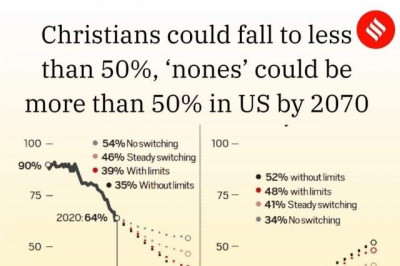 Christians could fall to less
than 50%, ‘nones’ could be
more than 50% in US by 2070
100
54% No switching
46% Steady switching
39% With limits
35% Without limits
90%
75
2020: 64%
50
100
52% without limits
48% with limits
41% Steady switching
34% No switching
75
50